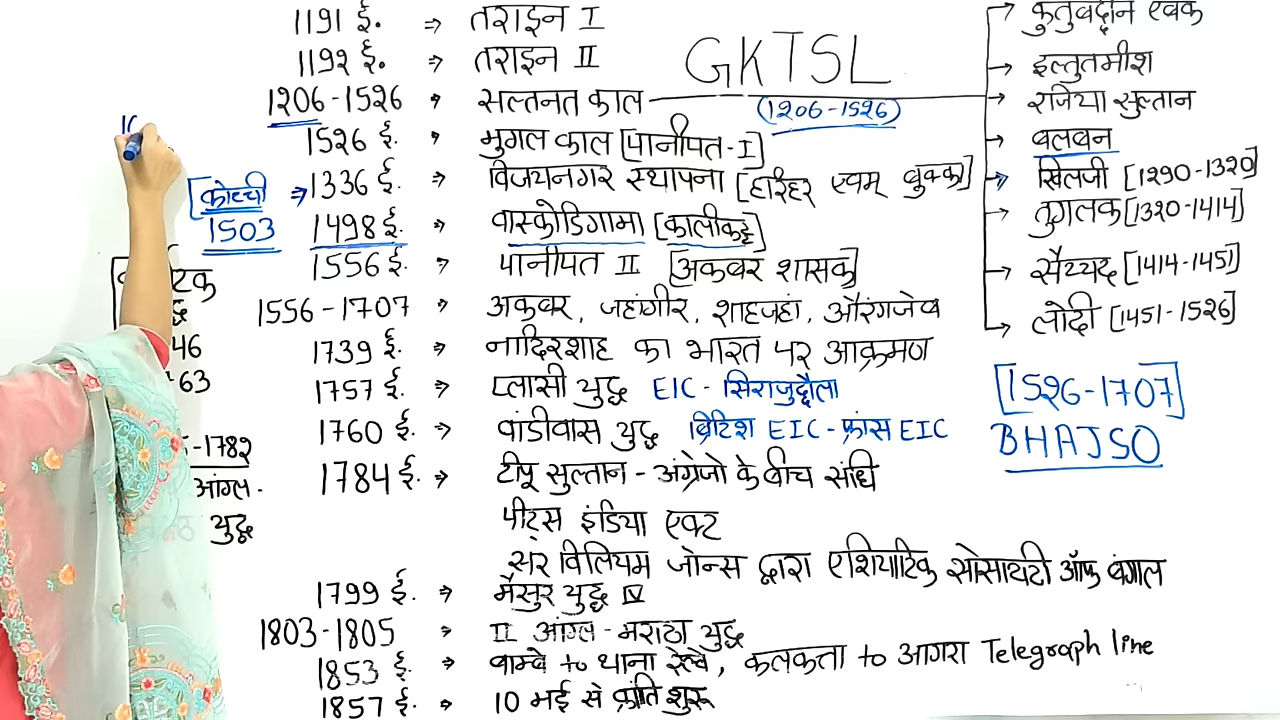 1191 ई. ⇒ तराइन I
1192 ई. ⇒ तराइन II
1206-1526 ⇒ सल्तनत काल
GKTSL
(1206-1526)
1526 ई. ⇒ मुगल काल [पानीपत-I]
1336 ई. ⇒ विजयनगर स्थापना [हरिहर एवम् बुक्का]
[कोच्ची
1503
1498 ई. ⇒ वास्कोडिगामा [कालीकट]
1556 ई. ⇒ पानीपत II [अकबर शासक]
1556-1707 अकबर, जहांगीर, शाहजहां, औरंगजेब
1739 ई. ⇒ नादिरशाह का भारत पर आक्रमण
1757 ई. ⇒ प्लासी युद्ध EIC - सिराजुद्दौला
1760 ई. ⇒ वांडीवास युद्ध ब्रिटिश EIC - फ्रांस EIC
1784 ई. ⇒ टीपू सुल्तान - अंग्रेजो के बीच संधि
पीट्स इंडिया एक्ट
सर विलियम जोन्स द्वारा एशियाटिक सोसायटी ऑफ बंगाल
1799 ई. ⇒ मैसुर युद्ध IV
1803-1805 ⇒ II आंग्ल - मराठा युद्ध
1853 ई. ⇒ बाम्बे to थाना रेल्वे, कलकता to आगरा Telegraph line
1857 ई. ⇒ 10 मई से क्रांति शुरू
कुतुबद्दीन एबक
इल्तुतमीश
रजिया सुल्तान
बलबन
खिलजी [1290-1320]
तुगलक [1320-1414]
सैय्यद [1414-1451]
लोदी [1451-1526]
[1526-1707]
BHAJSO
46
63
-1782
आंग्ल.
युद्ध